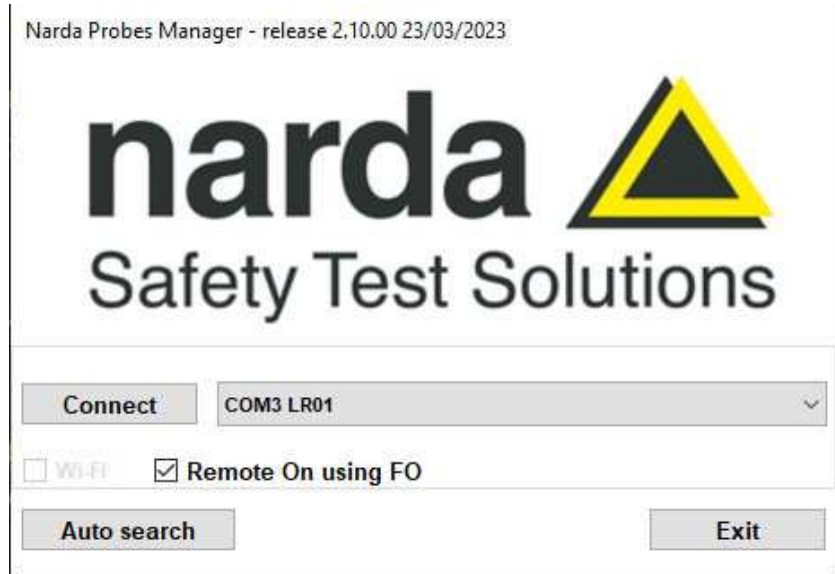 Narda Probes Manager - release 2.10.00 23/03/2023
narda
Safety Test Solutions
Connect COM3 LR01
Wi-Fi Remote On using FO
Auto search Exit